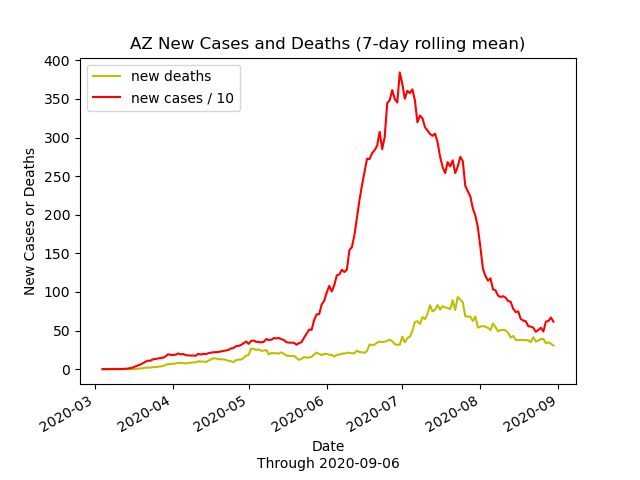 AZ New Cases and Deaths (7-day rolling mean)
new deaths
new cases / 10
400
350
300
250
200
150
100
50
0
New Cases or Deaths
2020-03
2020-04
2020-05
2020-06
2020-07
2020-08
2020-09
Date
Through 2020-09-06